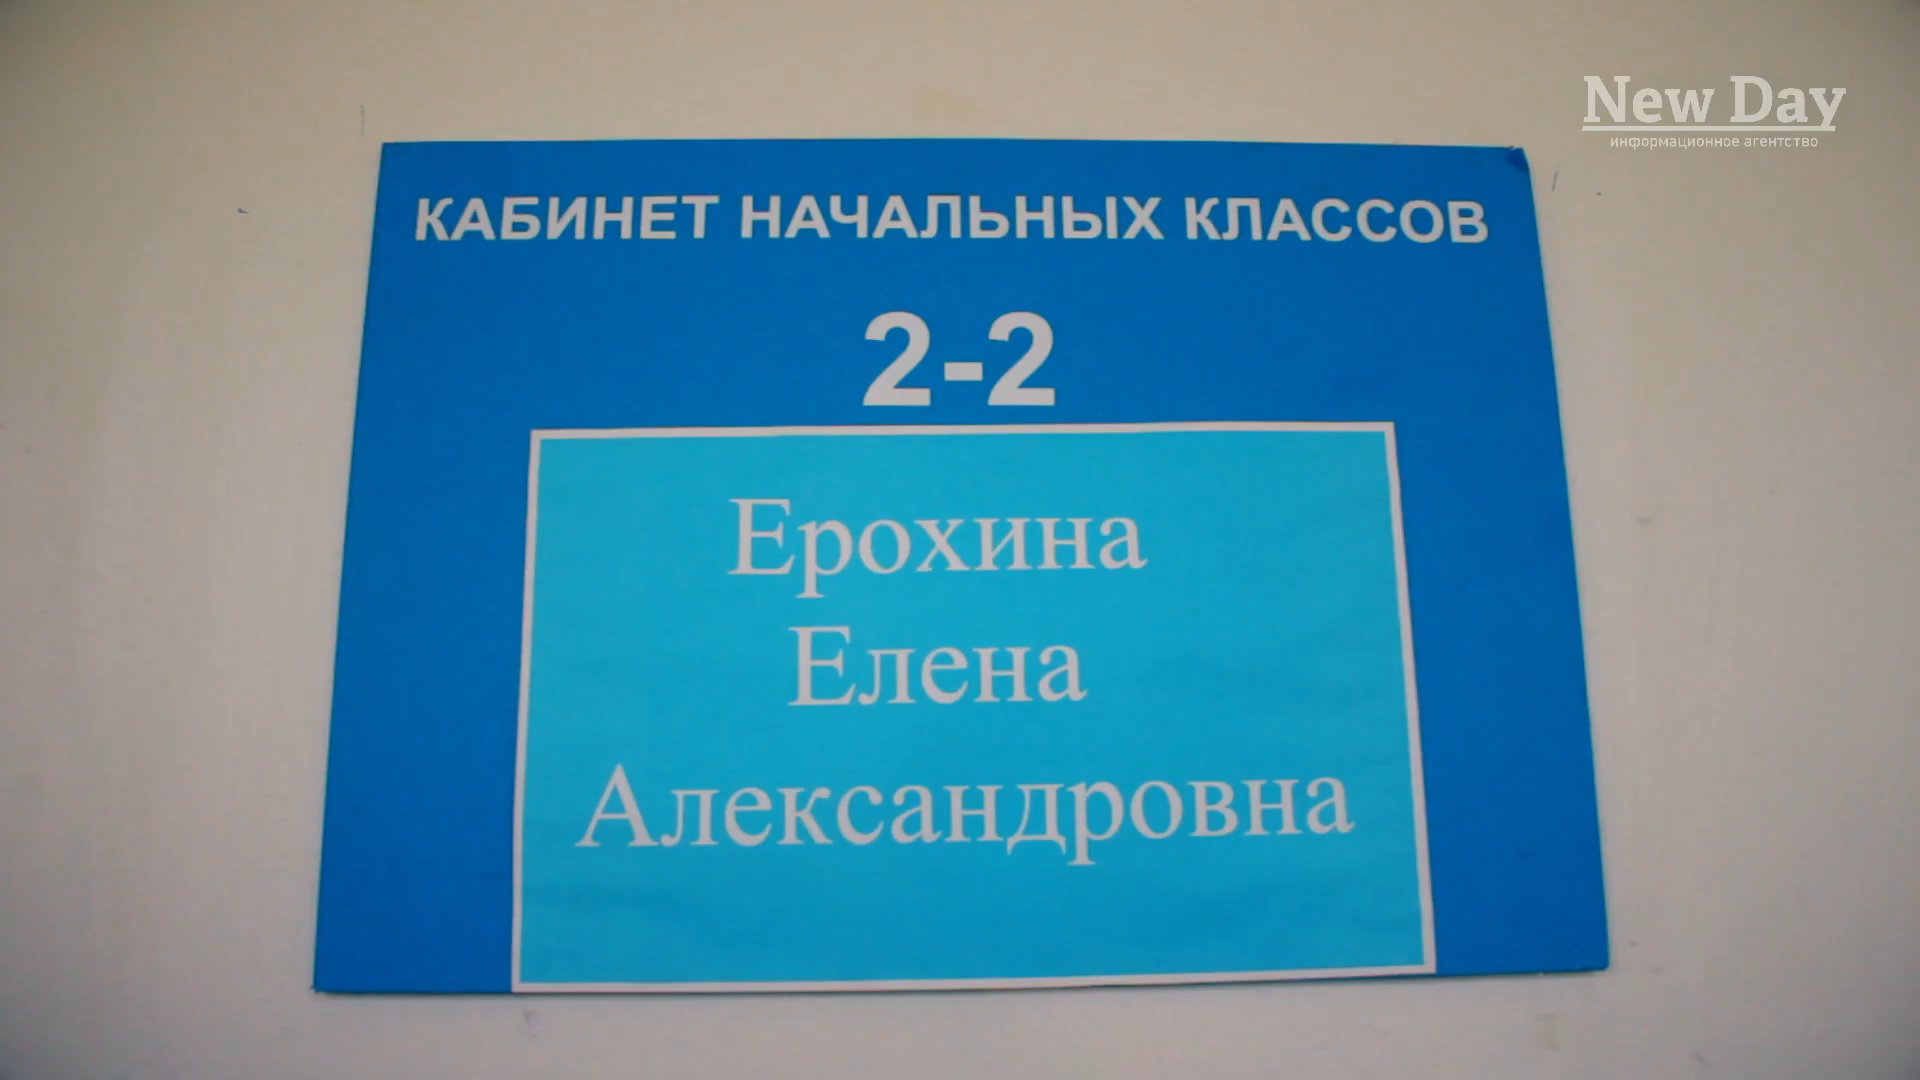 New Day
информационное агентство
КАБИНЕТ НАЧАЛЬНЫХ КЛАССОВ
2-2
Ерохина
Елена
Александровна